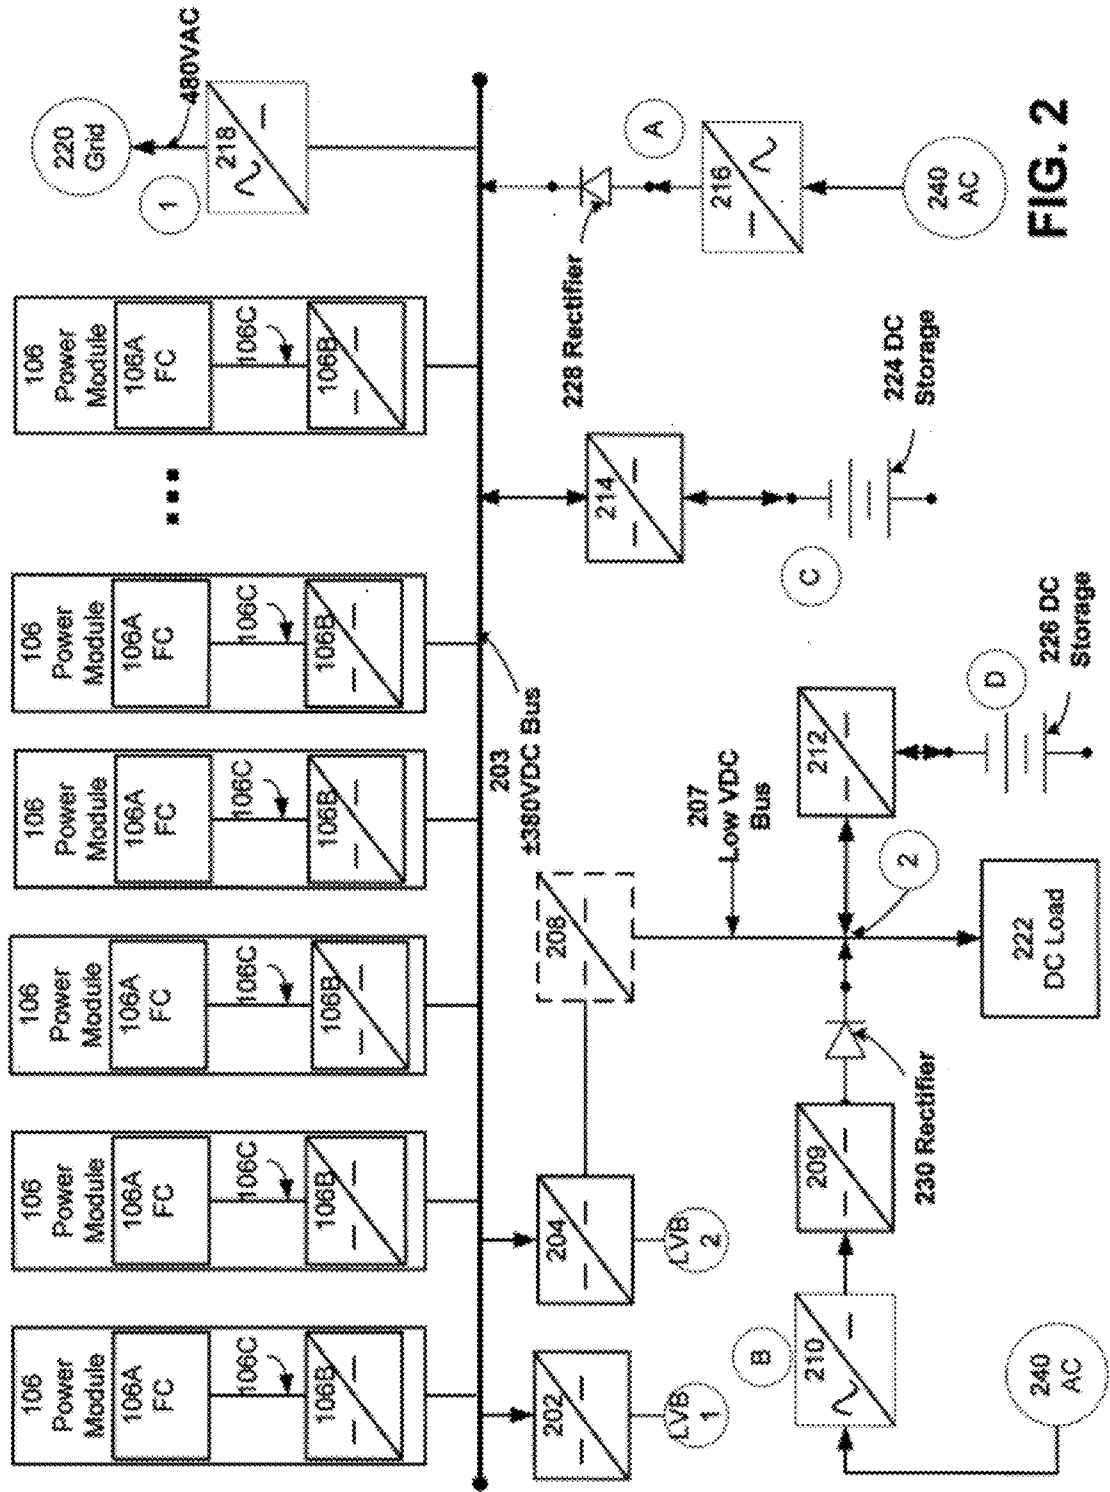 106
Power
Module
106A
FC
106C
106B
106
Power
Module
106A
FC
106C
106B
106
Power
Module
106A
FC
106C
106B
106
Power
Module
106A
FC
106C
106B
106
Power
Module
106A
FC
106C
106B
106
Power
Module
106A
FC
106C
106B
220
Grid
480VAC
1
218
203
±380VDC Bus
202
LVB
1
204
LVB
2
208
207
Low VDC
Bus
214
C
224 DC
Storage
228 Rectifier
A
216
240
AC
B
210
209
230 Rectifier
2
212
D
226 DC
Storage
222
DC Load
240
AC
FIG. 2